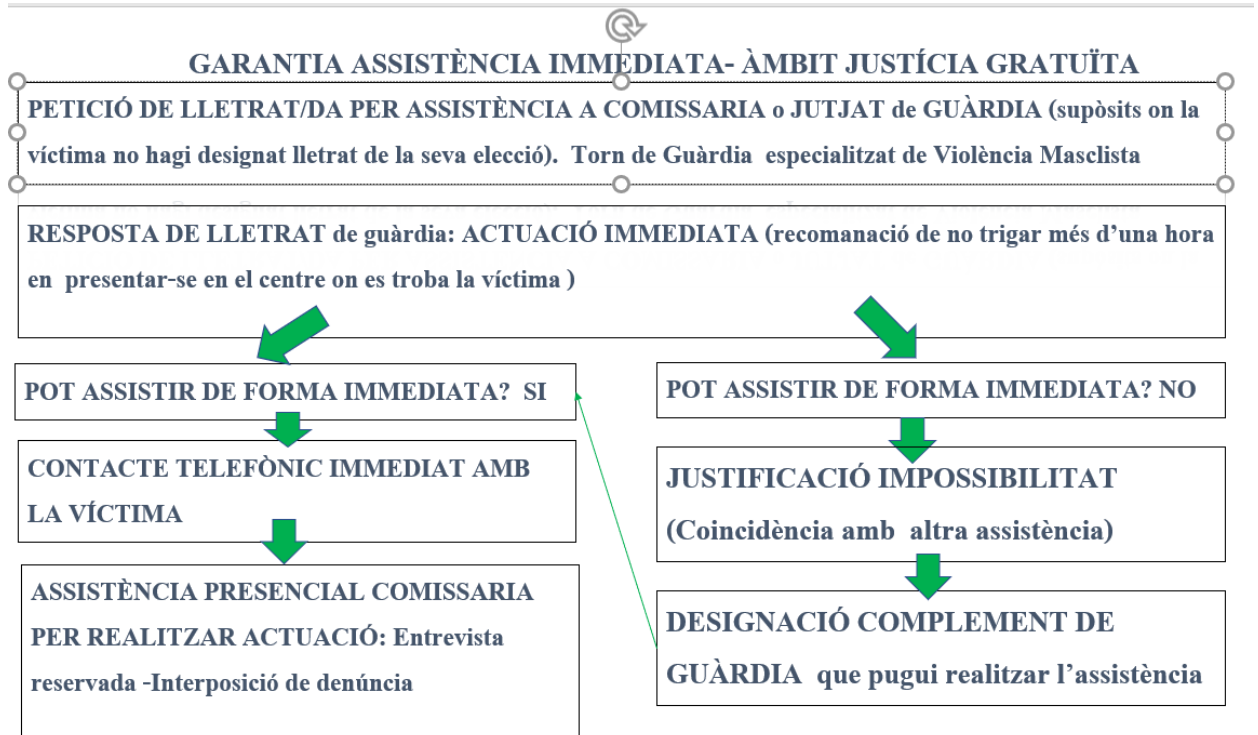 GARANTIA ASSISTÈNCIA IMMEDIATA- ÀMBIT JUSTÍCIA GRATUÏTA
PETICIÓ DE LLETRAT/DA PER ASSISTÈNCIA A COMISSARIA o JUTJAT de GUÀRDIA (supòsits on la
víctima no hagi designat lletrat de la seva elecció). Torn de Guàrdia especialitzat de Violència Masclista
RESPOSTA DE LLETRAT de guàrdia: ACTUACIÓ IMMEDIATA (recomanació de no trigar més d’una hora
en presentar-se en el centre on es troba la víctima )
POT ASSISTIR DE FORMA IMMEDIATA? SI
CONTACTE TELEFÒNIC IMMEDIAT AMB
LA VÍCTIMA
ASSISTÈNCIA PRESENCIAL COMISSARIA
PER REALITZAR ACTUACIÓ: Entrevista
reservada -Interposició de denúncia
POT ASSISTIR DE FORMA IMMEDIATA? NO
JUSTIFICACIÓ IMPOSSIBILITAT
(Coincidència amb altra assistència)
DESIGNACIÓ COMPLEMENT DE
GUÀRDIA que pugui realitzar l’assistència